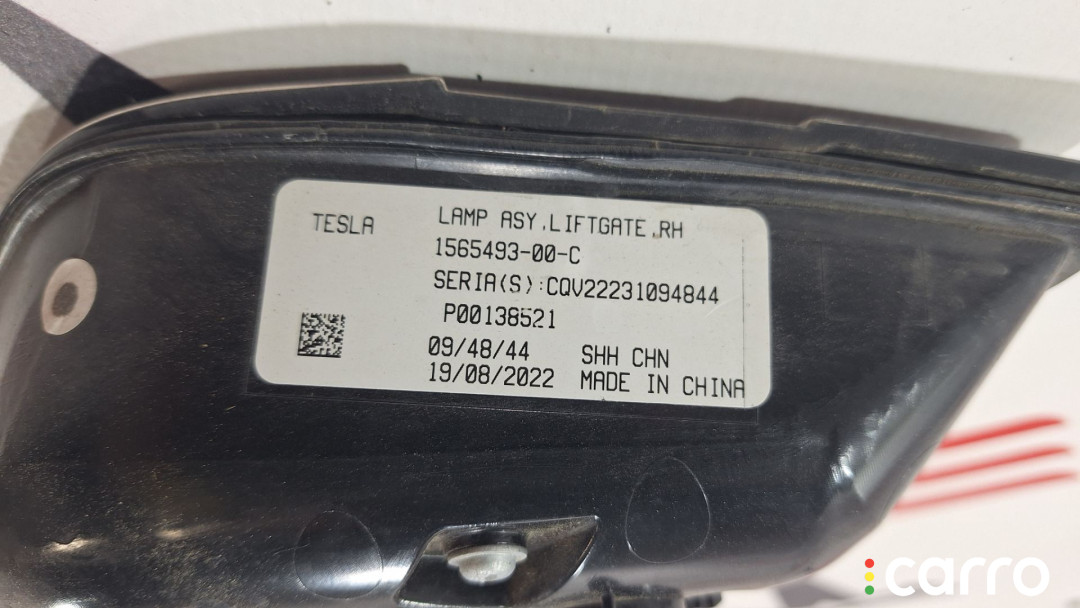 TESLA
LAMP ASY,LIFTGATE,RH
1565493-00-C
SERIA(S):CQV22231094844
P00138521
09/48/44 SHH CHN
19/08/2022 MADE IN CHINA
carro